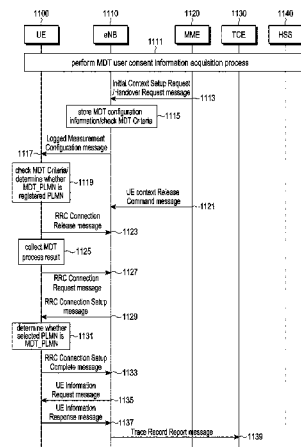 1100 1110 1120 1130 1140
UE eNB MME TCE HSS
1111
perform MDT user consent information acquisition process
Initial Context Setup Request
/Handover Request message
1113
store MDT configuration
information/check MDT Criteria
1115
Logged Measurement
Configuration message
1117
check MDT Criteria/
determine whether
MDT_PLMN is
registered PLMN
1119
UE context Release
Command message
1121
RRC Connection
Release message
1123
collect MDT
process result
1125
RRC Connection
Request message
1127
RRC Connection Setup
message
1129
determine whether
selected PLMN is
MDT_PLMN
1131
RRC Connection Setup
Complete message
1133
UE Information
Request message
1135
UE Information
Response message
1137
Trace Record Report message
1139